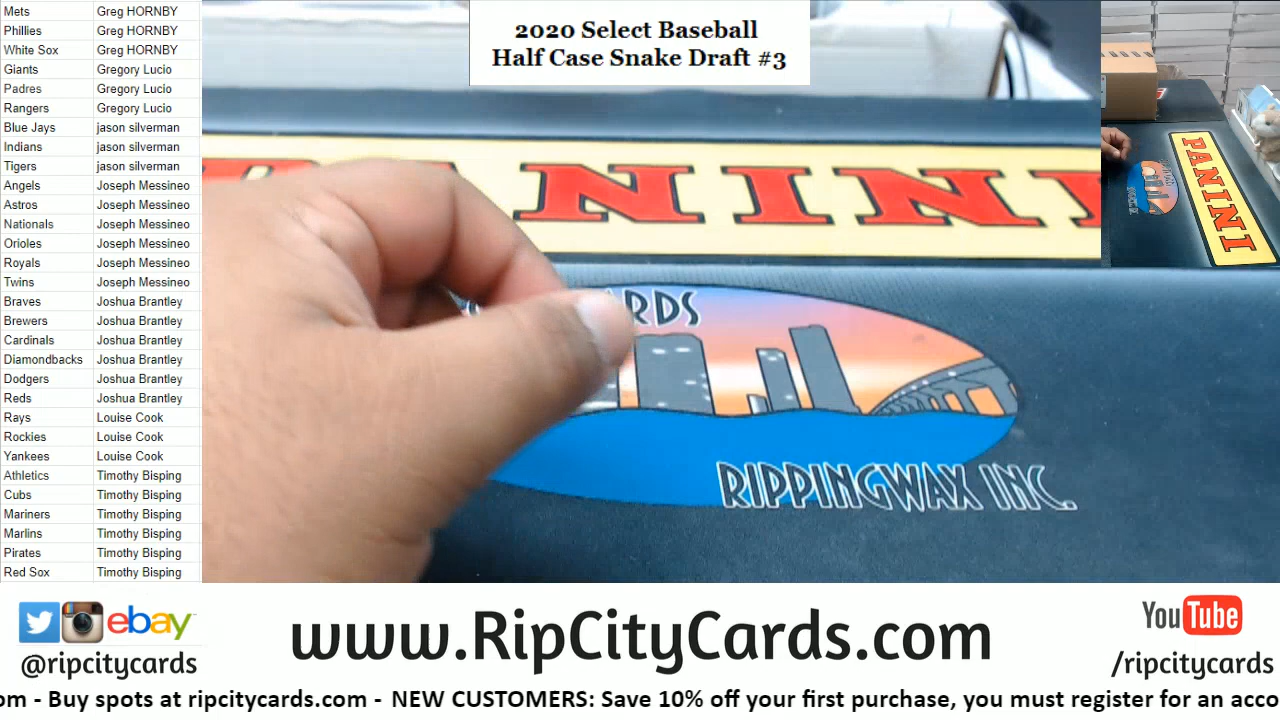 Mets Greg HORNBY
Phillies Greg HORNBY
White Sox Greg HORNBY
Giants Gregory Lucio
Padres Gregory Lucio
Rangers Gregory Lucio
Blue Jays jason silverman
Indians jason silverman
Tigers jason silverman
Angels Joseph Messineo
Astros Joseph Messineo
Nationals Joseph Messineo
Orioles Joseph Messineo
Royals Joseph Messineo
Twins Joseph Messineo
Braves Joshua Brantley
Brewers Joshua Brantley
Cardinals Joshua Brantley
Diamondbacks Joshua Brantley
Dodgers Joshua Brantley
Reds Joshua Brantley
Rays Louise Cook
Rockies Louise Cook
Yankees Louise Cook
Athletics Timothy Bisping
Cubs Timothy Bisping
Mariners Timothy Bisping
Marlins Timothy Bisping
Pirates Timothy Bisping
Red Sox Timothy Bisping
2020 Select Baseball
Half Case Snake Draft #3
PANINI
RDS
RIPPINGWAX INC.
PANINI
ebay
@ripcitycards
www.RipCityCards.com
YouTube
/ripcitycards
om - Buy spots at ripcitycards.com - NEW CUSTOMERS: Save 10% off your first purchase, you must register for an acco